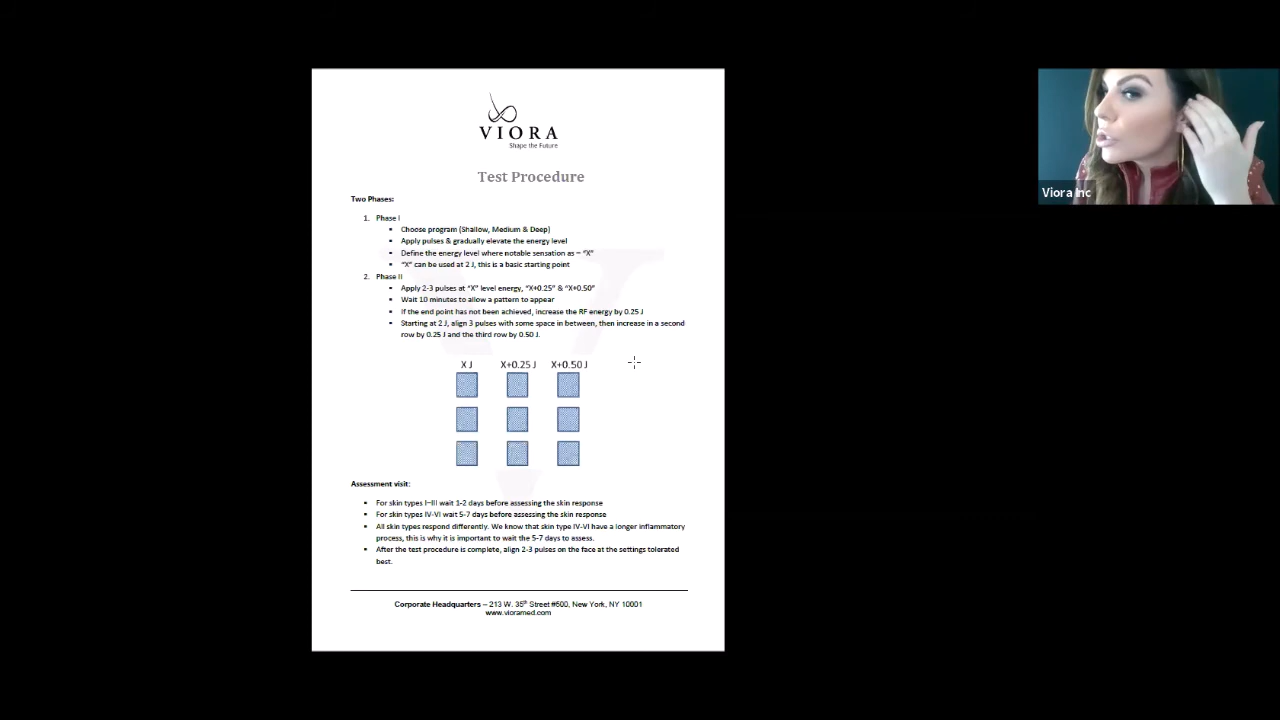 VIORA
Shape the Future
Test Procedure
Two Phases:
1. Phase I
• Choose program (Shallow, Medium & Deep)
• Apply pulses & gradually elevate the energy level
• Define the energy level where notable sensation as – "X"
• "X" can be used at 2 J, this is a basic starting point
2. Phase II
• Apply 2-3 pulses at "X" level energy, "X+0.25" & "X+0.50"
• Wait 10 minutes to allow a pattern to appear
• If the end point has not been achieved, increase the RF energy by 0.25 J
• Starting at 2 J, align 3 pulses with some space in between, then increase in a second
row by 0.25 J and the third row by 0.50 J.
X J X+0.25 J X+0.50 J
Assessment visit:
• For skin types I–III wait 1-2 days before assessing the skin response
• For skin types IV-VI wait 5-7 days before assessing the skin response
• All skin types respond differently. We know that skin type IV-VI have a longer inflammatory
process, this is why it is important to wait the 5-7 days to assess.
• After the test procedure is complete, align 2-3 pulses on the face at the settings tolerated
best.
Corporate Headquarters – 213 W. 35th Street #500, New York, NY 10001
www.vioramed.com
Viora Inc